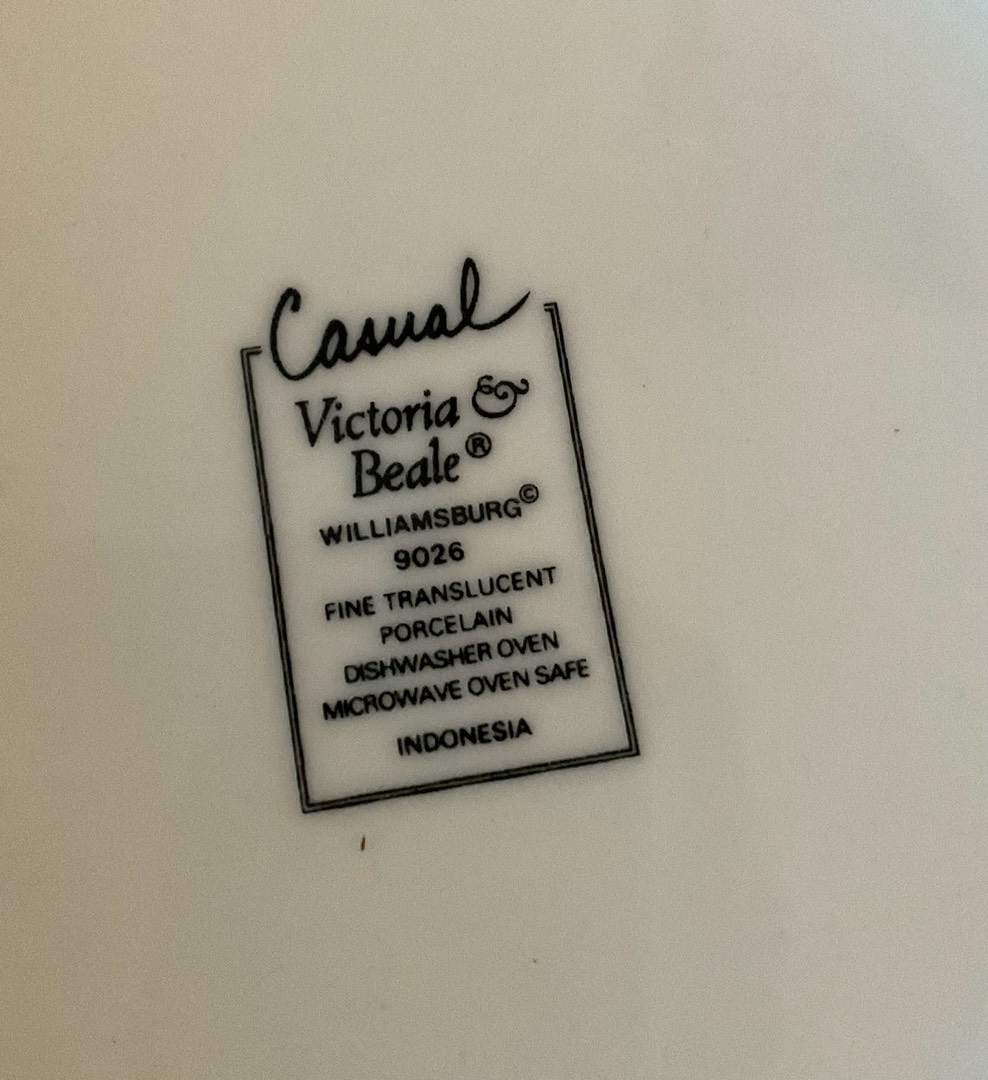 Casual
Victoria &
Beale®
WILLIAMSBURG©
9026
FINE TRANSLUCENT
PORCELAIN
DISHWASHER OVEN
MICROWAVE OVEN SAFE
INDONESIA